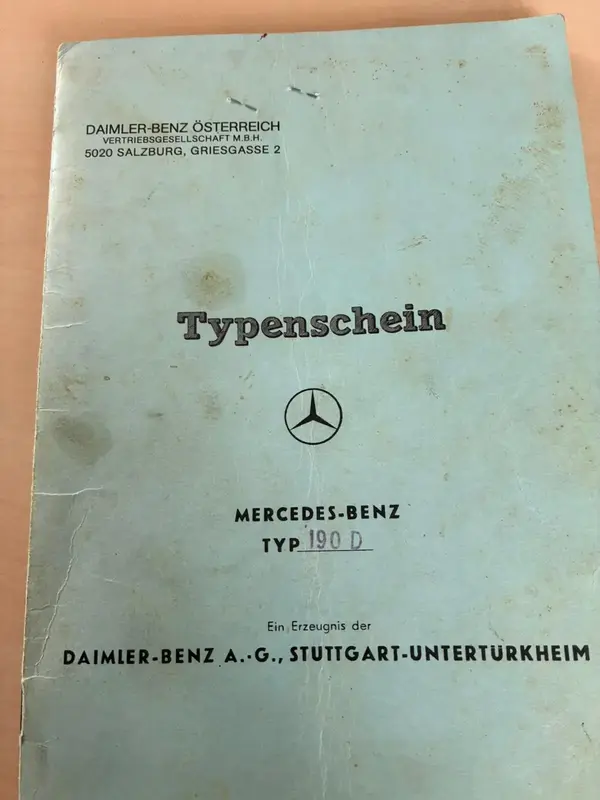 DAIMLER-BENZ ÖSTERREICH
VERTRIEBSGESELLSCHAFT M.B.H.
5020 SALZBURG, GRIESGASSE 2
Typenschein
MERCEDES-BENZ
TYP 190 D
Ein Erzeugnis der
DAIMLER-BENZ A.-G., STUTTGART-UNTERTÜRKHEIM